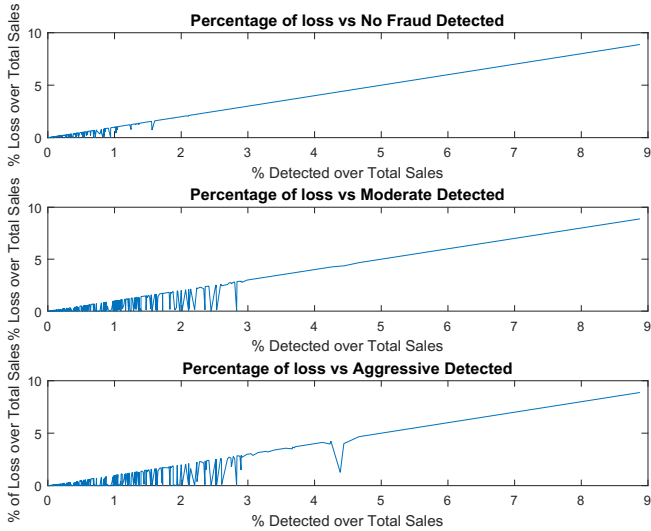 Percentage of loss vs No Fraud Detected
% Loss over Total Sales
10
5
0
0 1 2 3 4 5 6 7 8 9
% Detected over Total Sales
Percentage of loss vs Moderate Detected
% Loss over Total Sales
10
5
0
0 1 2 3 4 5 6 7 8 9
% Detected over Total Sales
Percentage of loss vs Aggressive Detected
% of Loss over Total Sales
10
5
0
0 1 2 3 4 5 6 7 8 9
% Detected over Total Sales